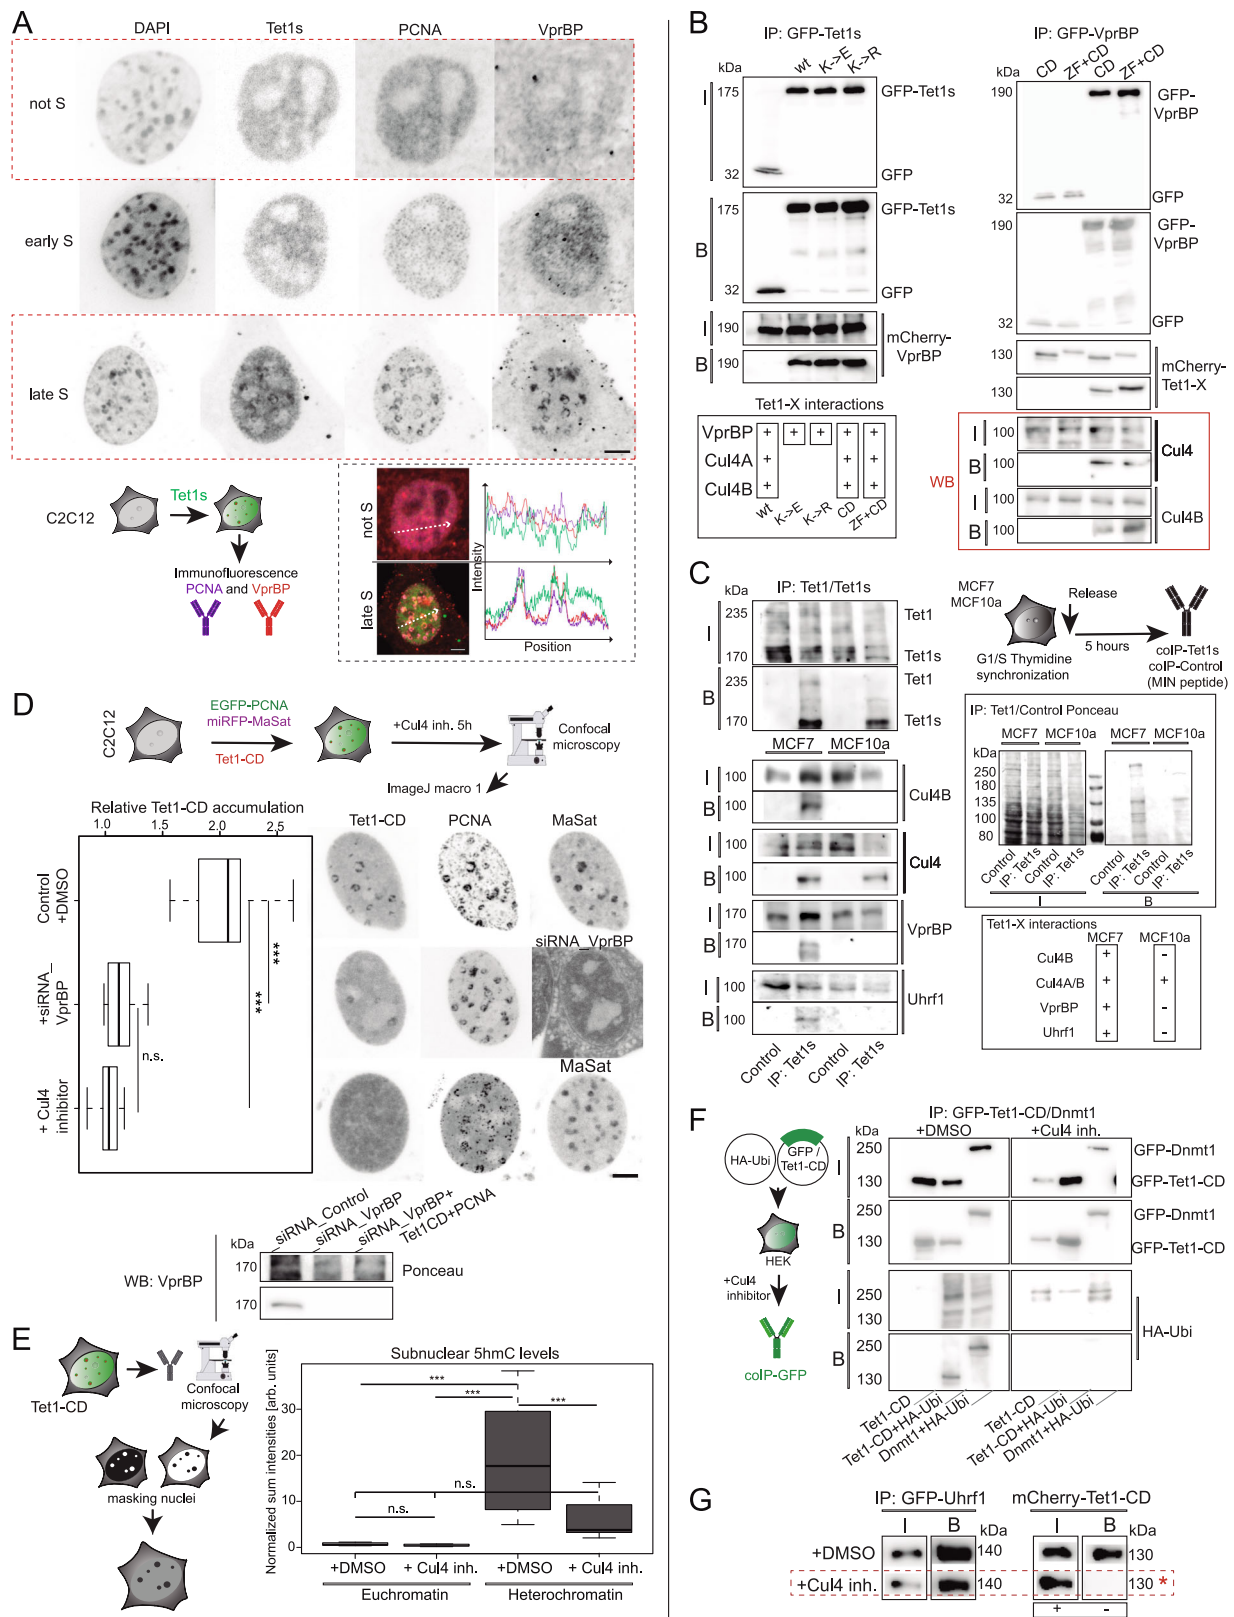 A
DAPI Tet1s PCNA VprBP
not S
early S
late S
C2C12
Tet1s
Immunofluorescence
PCNA and VprBP
not S
late S
Intensity
Position
B
IP: GFP-Tet1s
kDa wt K->E K->R
I 175 GFP-Tet1s
32 GFP
B 175 GFP-Tet1s
32 GFP
I 190 mCherry-
B 190 VprBP
Tet1-X interactions
VprBP + + + + +
Cul4A + + +
Cul4B + + +
wt K->E K->R CD ZF+CD
IP: GFP-VprBP
kDa CD ZF+CD CD ZF+CD
190 GFP-
VprBP
32 GFP
190 GFP-
VprBP
32 GFP
130 mCherry-
130 Tet1-X
WB
I 100 Cul4
B 100
I 100 Cul4B
B 100
C
IP: Tet1/Tet1s
kDa
I 235 Tet1
170 Tet1s
B 235 Tet1
170 Tet1s
MCF7 MCF10a
I 100 Cul4B
B 100
I 100 Cul4
B 100
I 170 VprBP
B 170
I 100 Uhrf1
B 100
Control IP: Tet1s Control IP: Tet1s
MCF7
MCF10a
Release
5 hours
G1/S Thymidine
synchronization
coIP-Tet1s
coIP-Control
(MIN peptide)
IP: Tet1/Control Ponceau
MCF7 MCF10a MCF7 MCF10a
kDa
250
180
135
100
80
Control IP: Tet1s Control IP: Tet1s Control IP: Tet1s Control IP: Tet1s
I B
Tet1-X interactions
MCF7 MCF10a
Cul4B + -
Cul4A/B + +
VprBP + -
Uhrf1 + -
D
C2C12
EGFP-PCNA
miRFP-MaSat
Tet1-CD
+Cul4 inh. 5h
Confocal
microscopy
ImageJ macro 1
Relative Tet1-CD accumulation
1.0 1.5 2.0 2.5
Control
+DMSO
+siRNA_
VprBP
+ Cul4
inhibitor
***
***
n.s.
Tet1-CD PCNA MaSat
siRNA_VprBP
MaSat
siRNA_Control
siRNA_VprBP
siRNA_VprBP+
Tet1CD+PCNA
WB: VprBP
kDa
170 Ponceau
170
E
Tet1-CD
Confocal
microscopy
masking nuclei
Subnuclear 5hmC levels
Normalized sum intensities [arb. units]
30
20
10
0
***
***
***
n.s.
n.s.
+DMSO + Cul4 inh. +DMSO + Cul4 inh.
Euchromatin Heterochromatin
F
IP: GFP-Tet1-CD/Dnmt1
+DMSO +Cul4 inh.
HA-Ubi
GFP /
Tet1-CD
HEK
+Cul4
inhibitor
coIP-GFP
kDa
I 250 GFP-Dnmt1
130 GFP-Tet1-CD
B 250 GFP-Dnmt1
130 GFP-Tet1-CD
I 250
130 HA-Ubi
B 250
130
Tet1-CD Tet1-CD+HA-Ubi Dnmt1+HA-Ubi Tet1-CD Tet1-CD+HA-Ubi Dnmt1+HA-Ubi
G
IP: GFP-Uhrf1 mCherry-Tet1-CD
I B kDa I B kDa
+DMSO 140 130
+Cul4 inh. 140 130 *
+ -